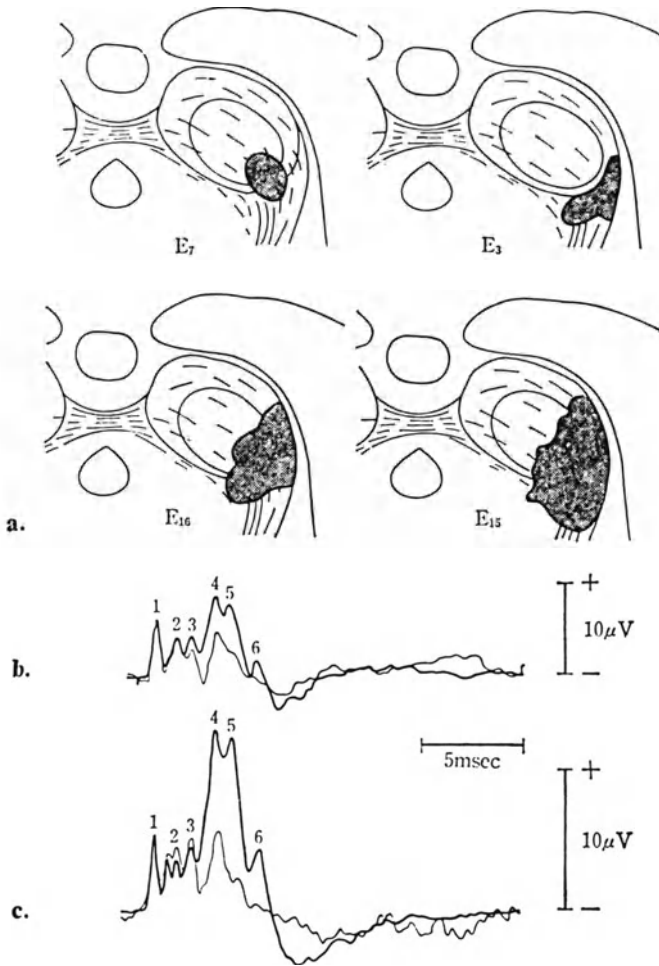 E₇
E₃
E₁₆
E₁₅
a.
1 2 3 4 5 6
+
10μV
−
b.
5msec
1 2 3 4 5 6
+
10μV
−
c.